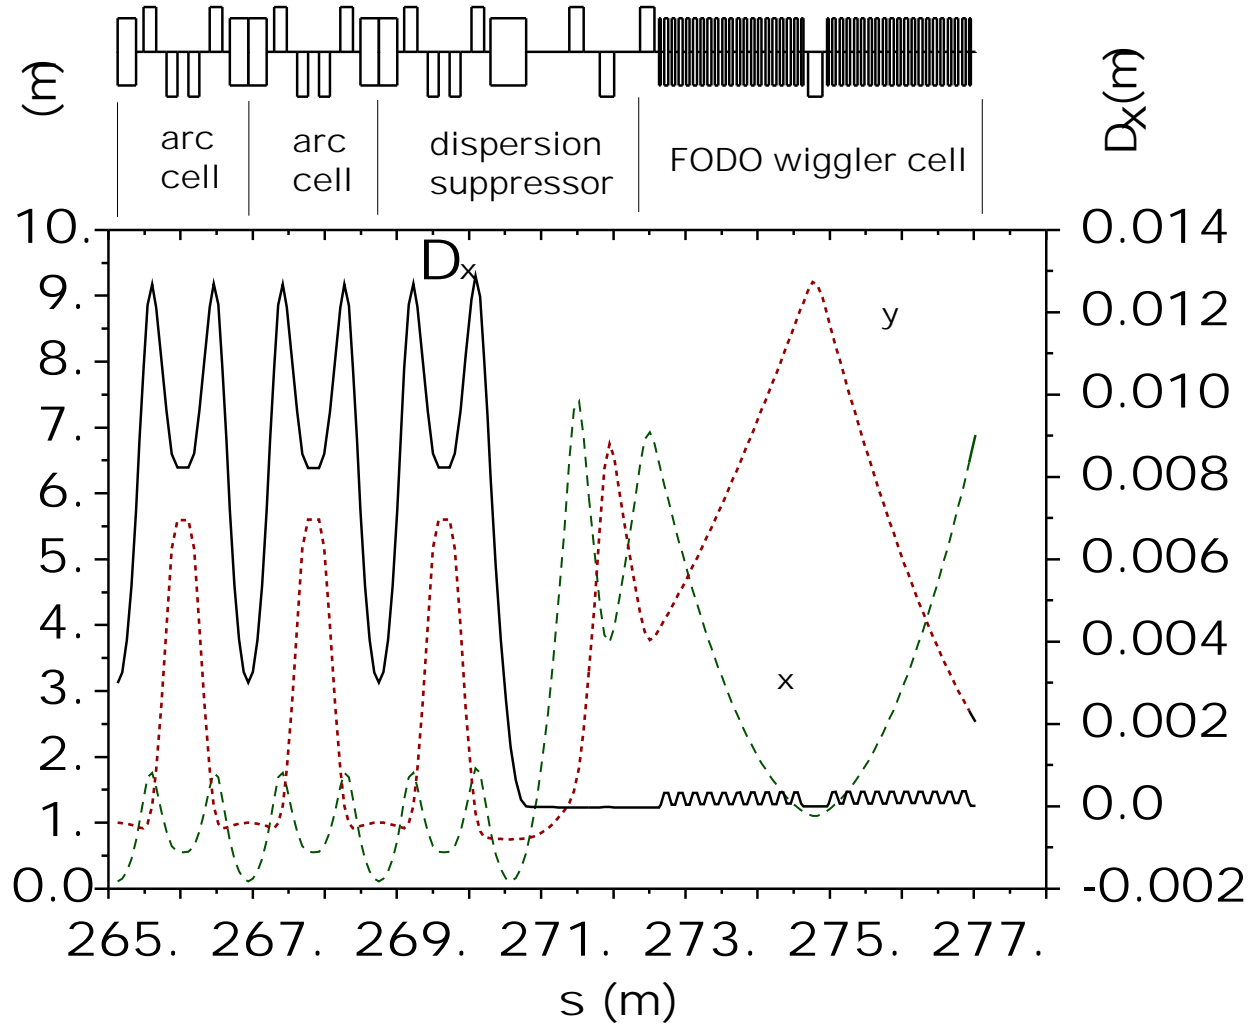 (m)
Dx(m)
arc
cell
arc
cell
dispersion
suppressor
FODO wiggler cell
10.
9.
8.
7.
6.
5.
4.
3.
2.
1.
0.0
0.014
0.012
0.010
0.008
0.006
0.004
0.002
0.0
-0.002
Dx
y
x
265. 267. 269. 271. 273. 275. 277.
s (m)